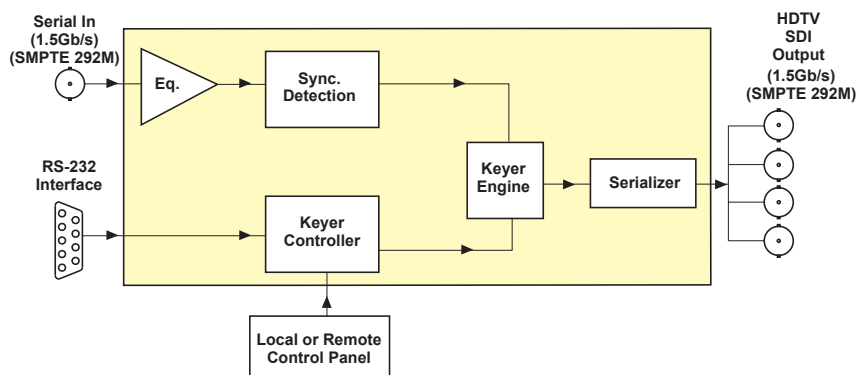 Serial In
(1.5Gb/s)
(SMPTE 292M)
HDTV
SDI
Output
(1.5Gb/s)
(SMPTE 292M)
Eq.
Sync.
Detection
RS-232
Interface
Keyer
Engine
Serializer
Keyer
Controller
Local or Remote
Control Panel